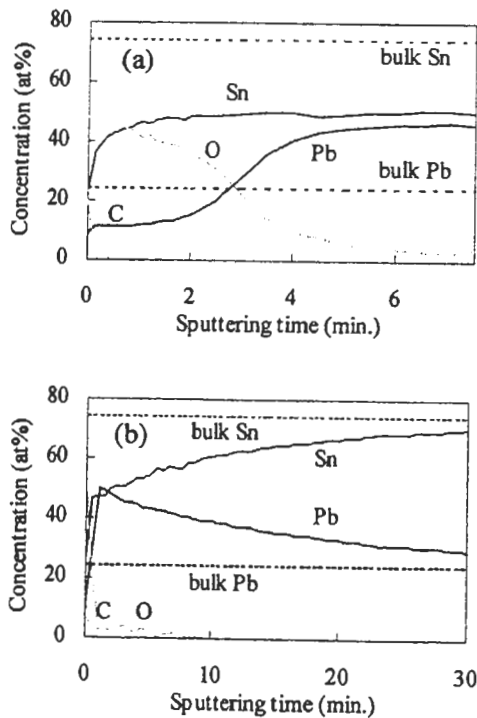 80
60
40
20
0
Concentration (at%)
(a)
bulk Sn
Sn
O
Pb
bulk Pb
C
0 2 4 6
Sputtering time (min.)
80
60
40
20
0
Concentration (at%)
(b)
bulk Sn
Sn
Pb
bulk Pb
C O
0 10 20 30
Sputtering time (min.)